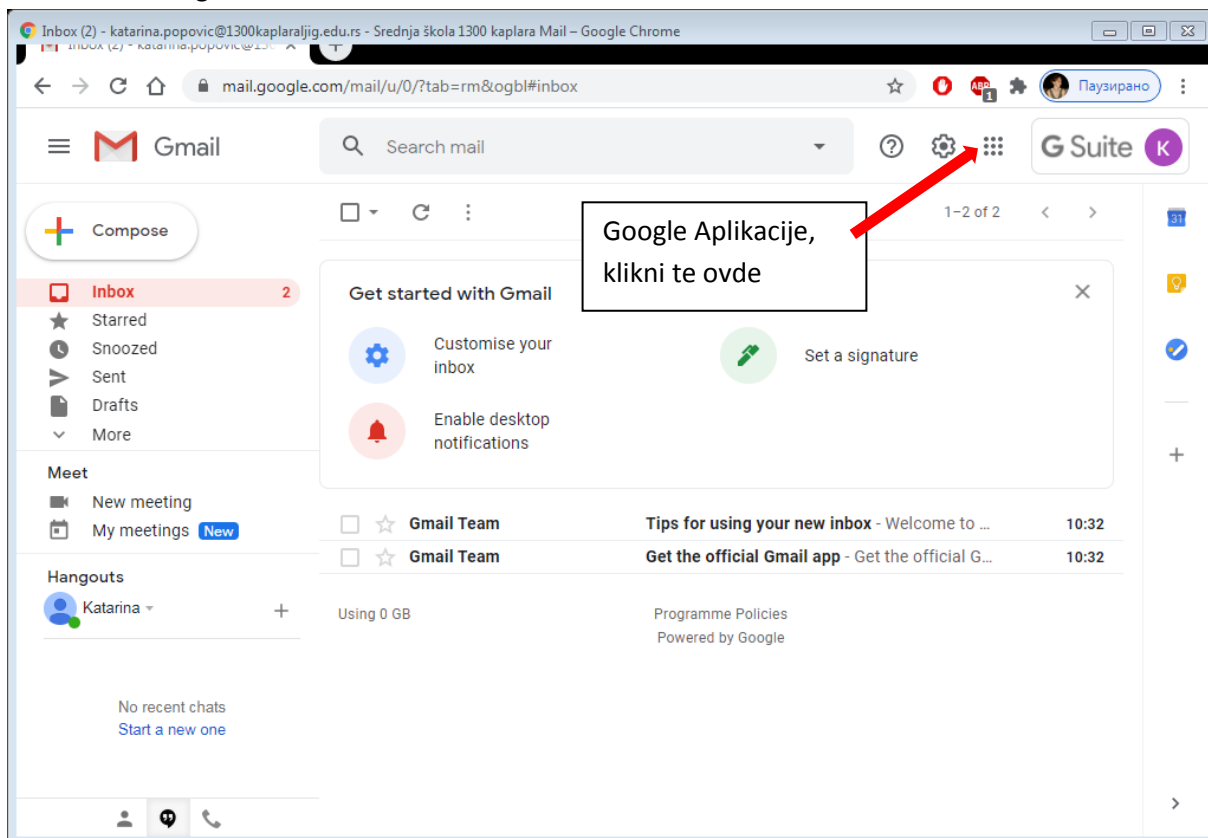 Inbox (2) - katarina.popovic@1300kaplaraljig.edu.rs - Srednja škola 1300 kaplara Mail – Google Chrome
mail.google.com/mail/u/0/?tab=rm&ogbl#inbox
ABP
1
Паузирано
Gmail
Search mail
G Suite
K
Compose
1–2 of 2
31
Google Aplikacije,
klikni te ovde
Inbox 2
Starred
Snoozed
Sent
Drafts
More
Get started with Gmail
Customise your
inbox
Set a signature
Enable desktop
notifications
Meet
New meeting
My meetings New
Gmail Team Tips for using your new inbox - Welcome to ... 10:32
Gmail Team Get the official Gmail app - Get the official G... 10:32
Hangouts
Katarina
Using 0 GB
Programme Policies
Powered by Google
No recent chats
Start a new one